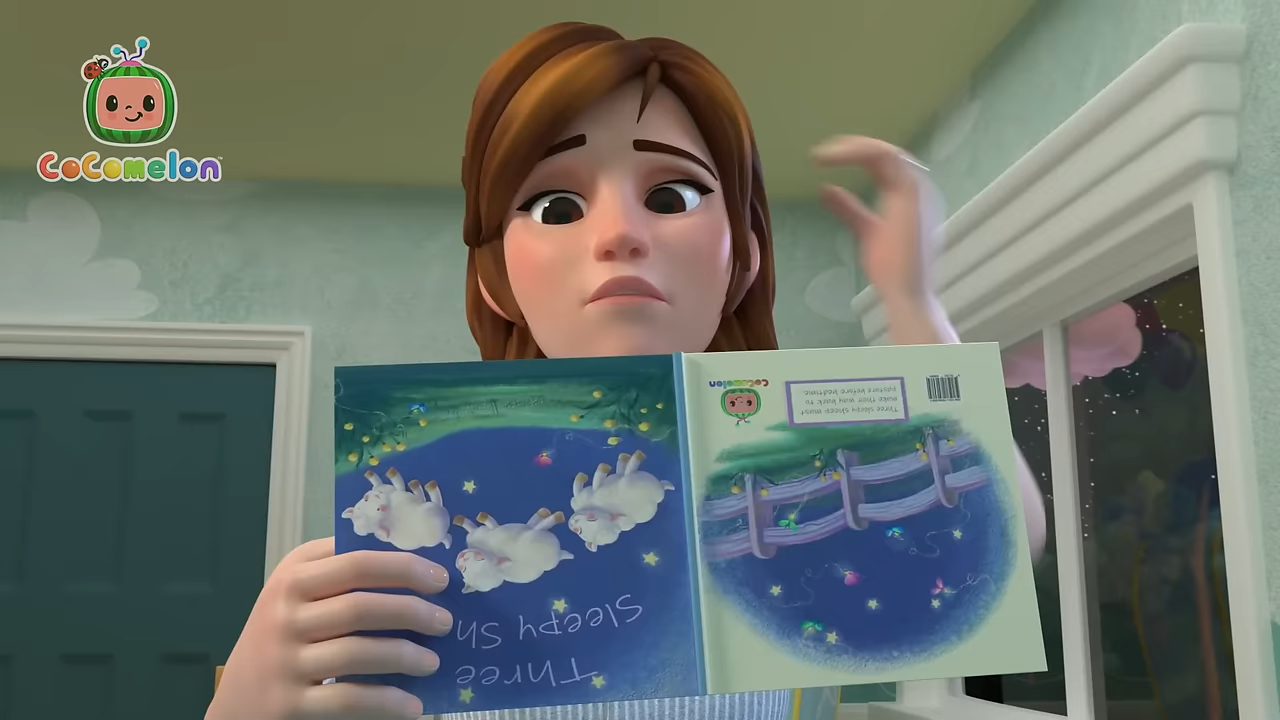 CoComelon
CoComelon
Three sleepy sheep must
make their way back to
pasture before bedtime.
Three
Sleepy Sh